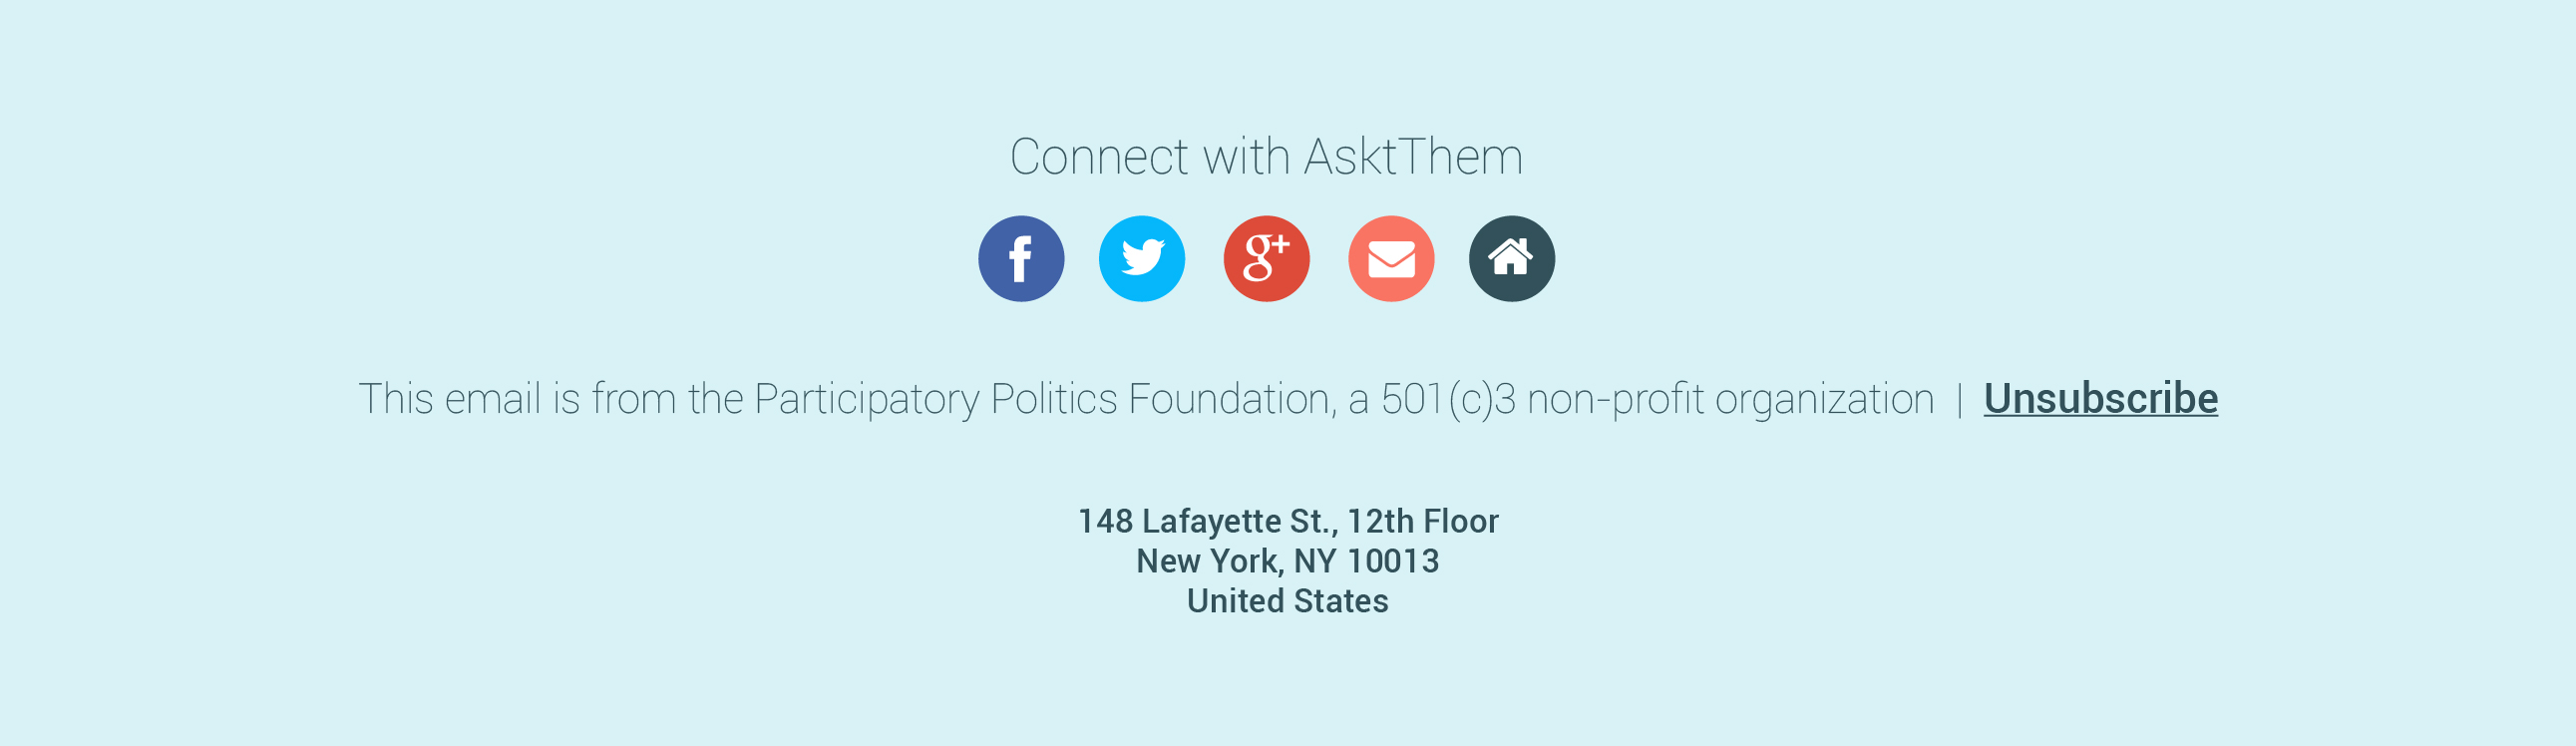 Connect with AsktThem
f g+
This email is from the Participatory Politics Foundation, a 501(c)3 non-profit organization | Unsubscribe
148 Lafayette St., 12th Floor
New York, NY 10013
United States